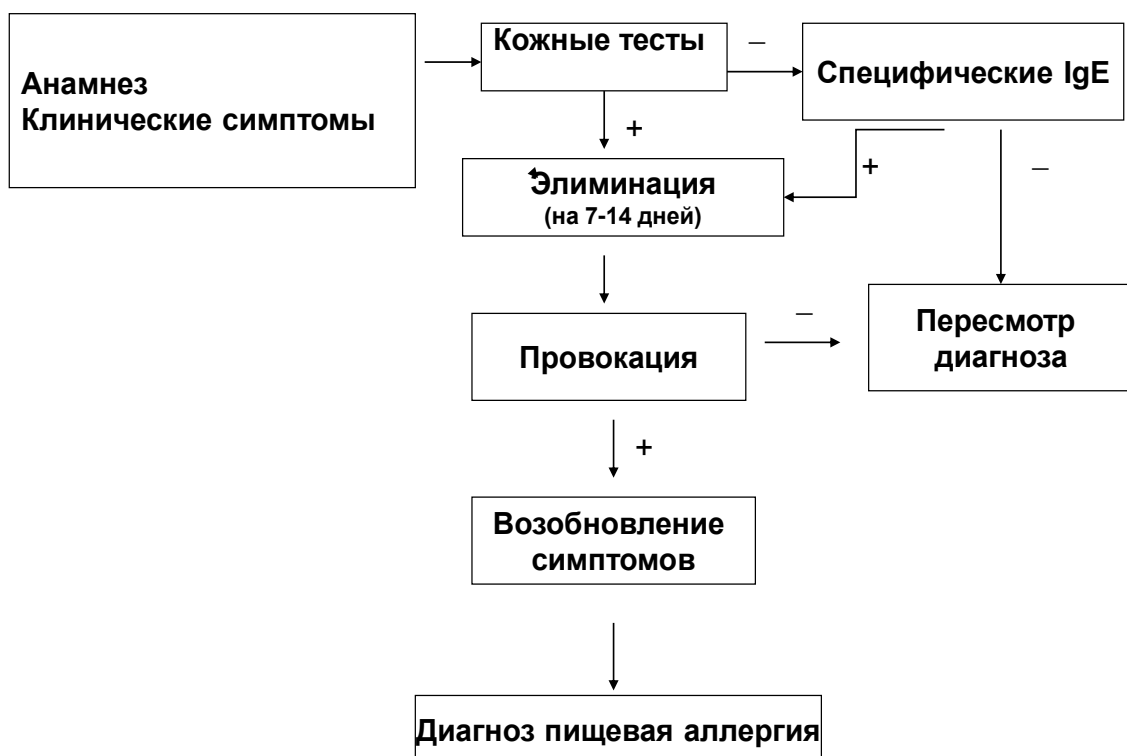 Кожные тесты
–
Анамнез
Клинические симптомы
Специфические IgE
+
Элиминация
(на 7-14 дней)
+
–
Провокация
–
Пересмотр
диагноза
+
Возобновление
симптомов
Диагноз пищевая аллергия